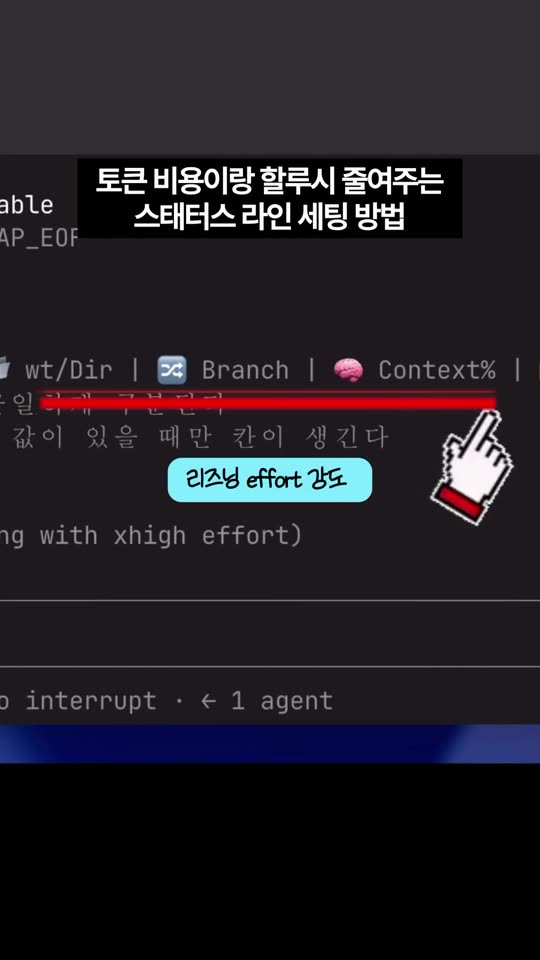 토큰 비용이랑 할루시 줄여주는
스태터스 라인 세팅 방법
able
AP_EOF
wt/Dir | 🔀 Branch | 🧠 Context% |
값이 있을 때만 칸이 생긴다
리즈닝 effort 강도
ng with xhigh effort)
o interrupt · ← 1 agent